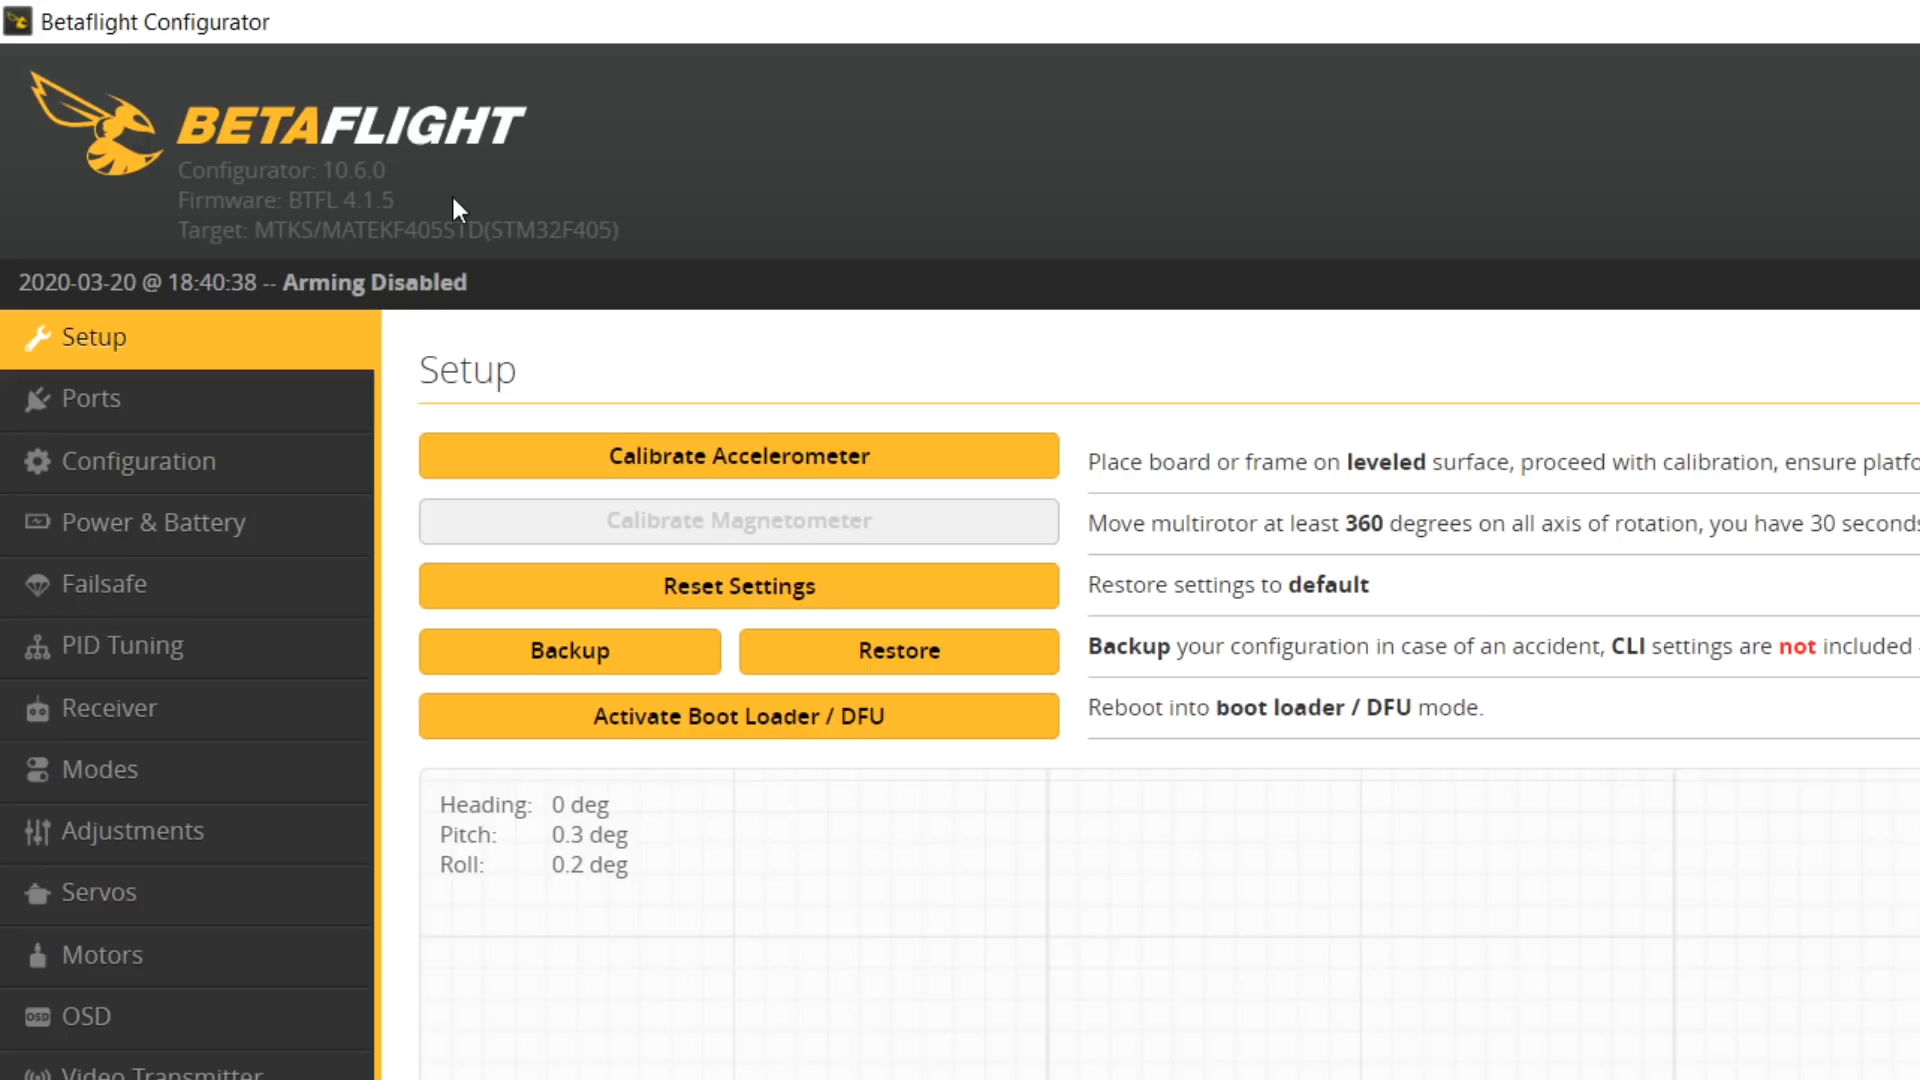 Betaflight Configurator
BETAFLIGHT
Configurator: 10.6.0
Firmware: BTFL 4.1.5
Target: MTKS/MATEKF405STD(STM32F405)
2020-03-20 @ 18:40:38 -- Arming Disabled
Setup
Ports
Configuration
Power & Battery
Failsafe
PID Tuning
Receiver
Modes
Adjustments
Servos
Motors
OSD
Video Transmitter
Setup
Calibrate Accelerometer
Place board or frame on leveled surface, proceed with calibration, ensure platfo
Calibrate Magnetometer
Move multirotor at least 360 degrees on all axis of rotation, you have 30 seconds
Reset Settings
Restore settings to default
Backup
Restore
Backup your configuration in case of an accident, CLI settings are not included
Activate Boot Loader / DFU
Reboot into boot loader / DFU mode.
Heading: 0 deg
Pitch: 0.3 deg
Roll: 0.2 deg